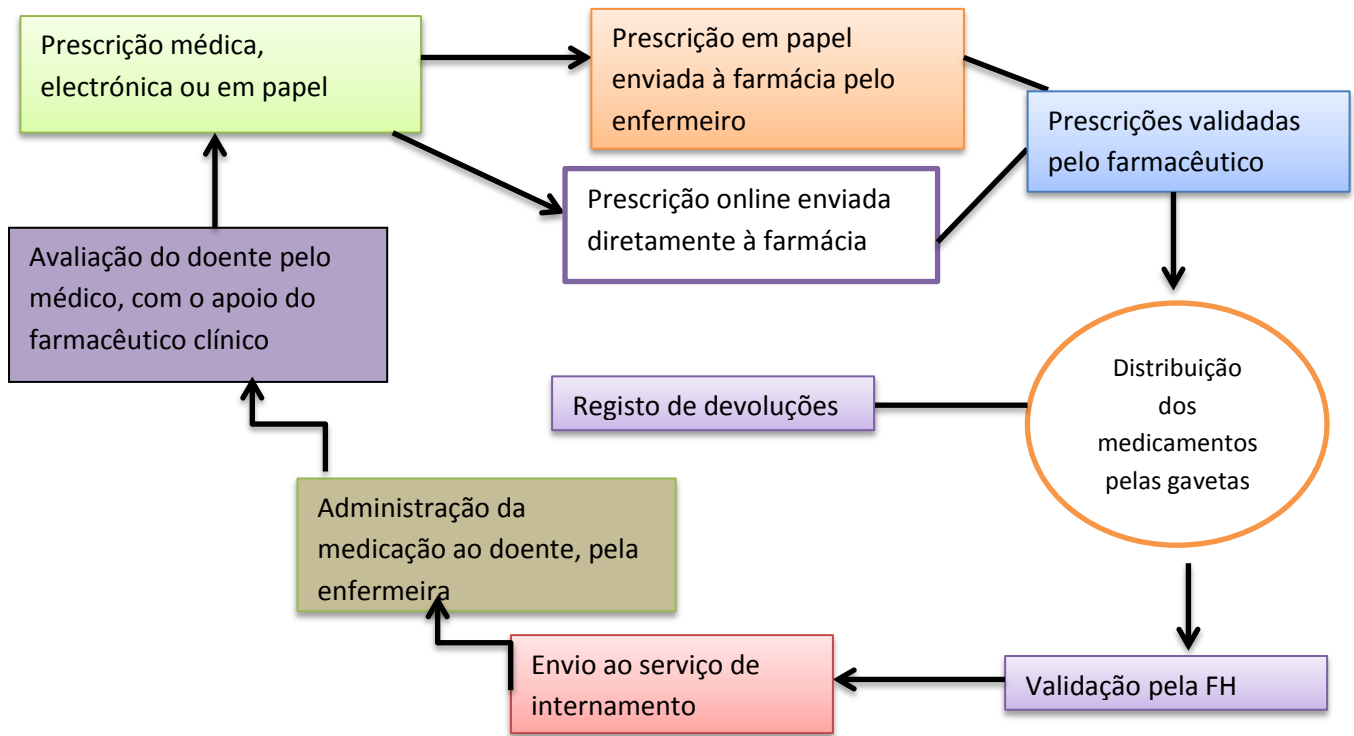 Prescrição médica,
electrónica ou em papel
Prescrição em papel
enviada à farmácia pelo
enfermeiro
Prescrições validadas
pelo farmacêutico
Prescrição online enviada
diretamente à farmácia
Avaliação do doente pelo
médico, com o apoio do
farmacêutico clínico
Distribuição
dos
medicamentos
pelas gavetas
Registo de devoluções
Administração da
medicação ao doente, pela
enfermeira
Envio ao serviço de
internamento
Validação pela FH